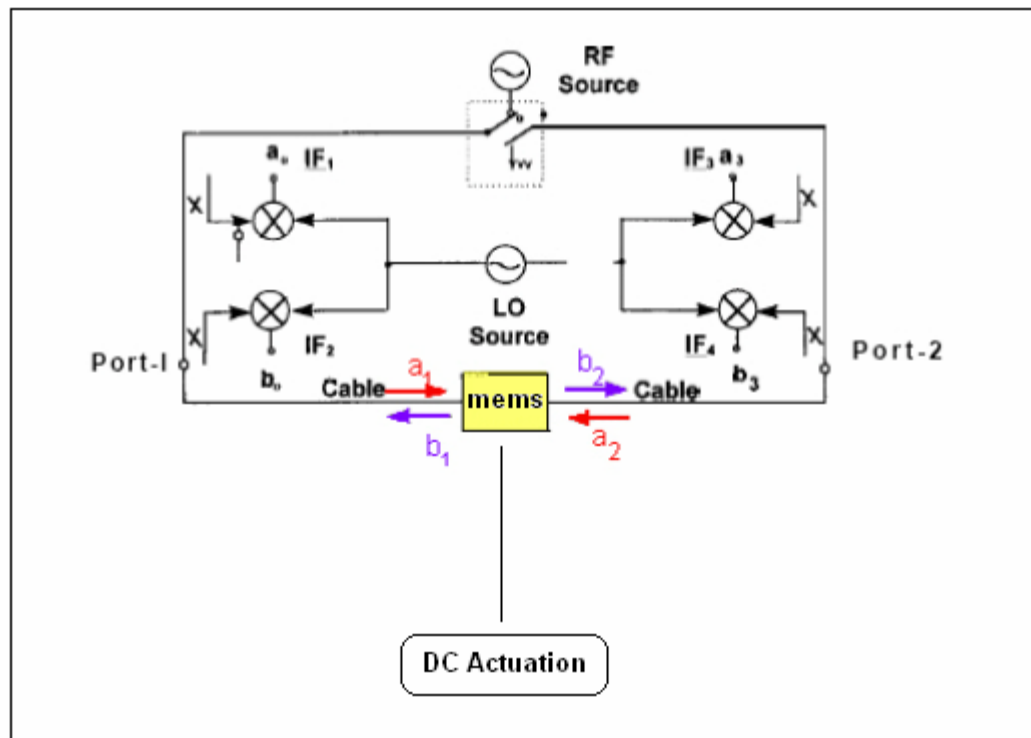 RF
Source
a₀ IF₁
IF₃ a₃
LO
Source
IF₂
IF₄
Port-1
Port-2
b₀
b₃
Cable
a₁
b₂
Cable
mems
b₁
a₂
DC Actuation